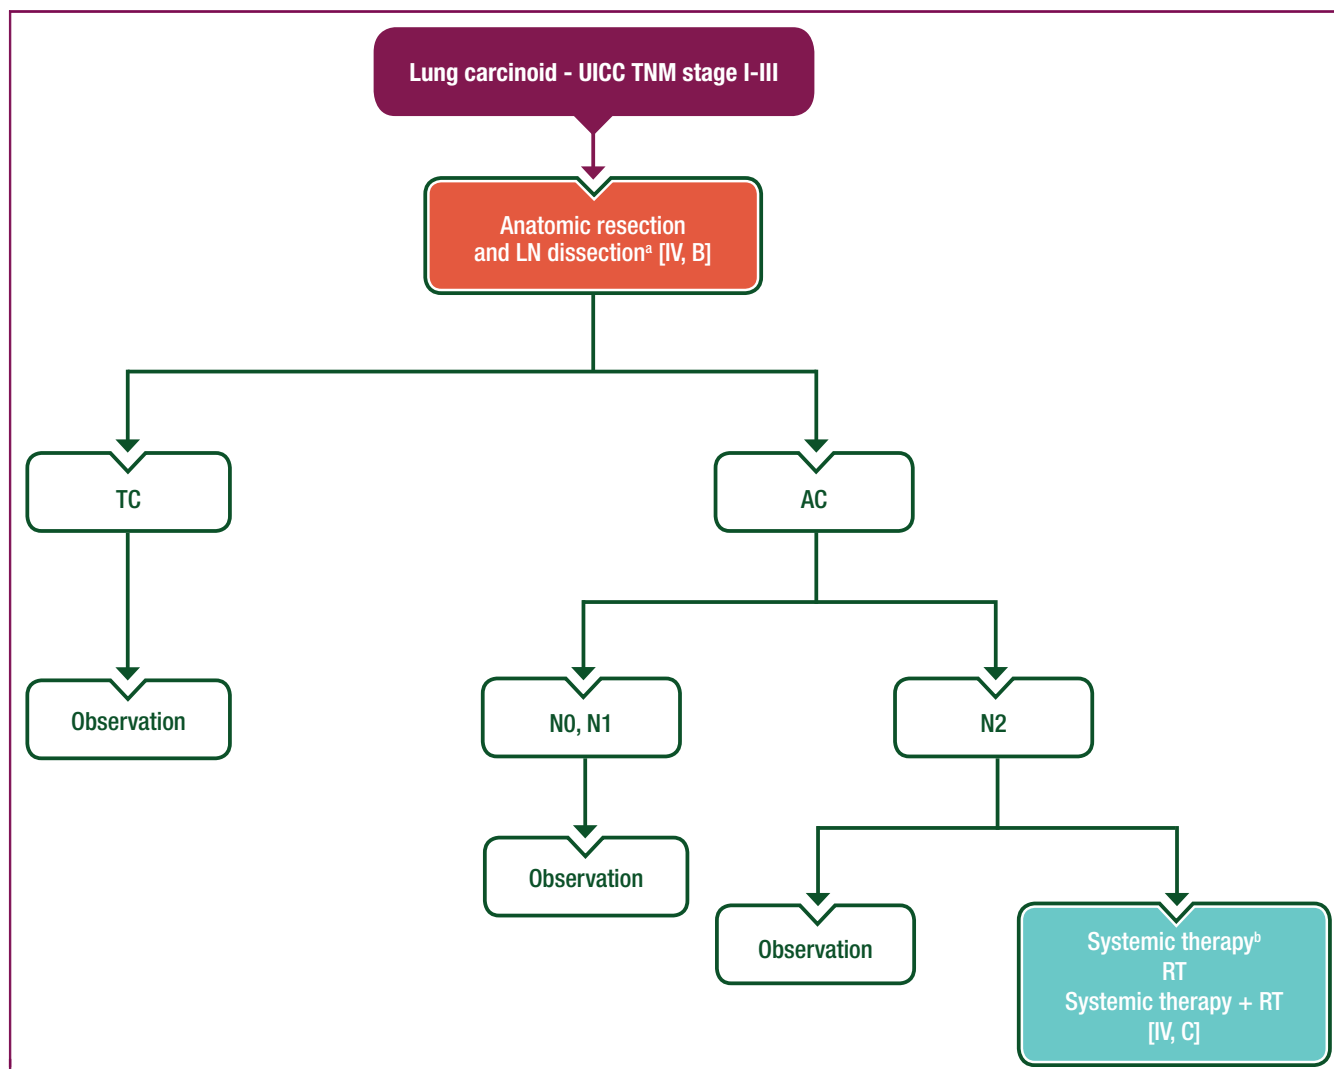 Lung carcinoid - UICC TNM stage I-III
Anatomic resection
and LN dissectionᵃ [IV, B]
TC
AC
Observation
N0, N1
N2
Observation
Observation
Systemic therapyᵇ
RT
Systemic therapy + RT
[IV, C]